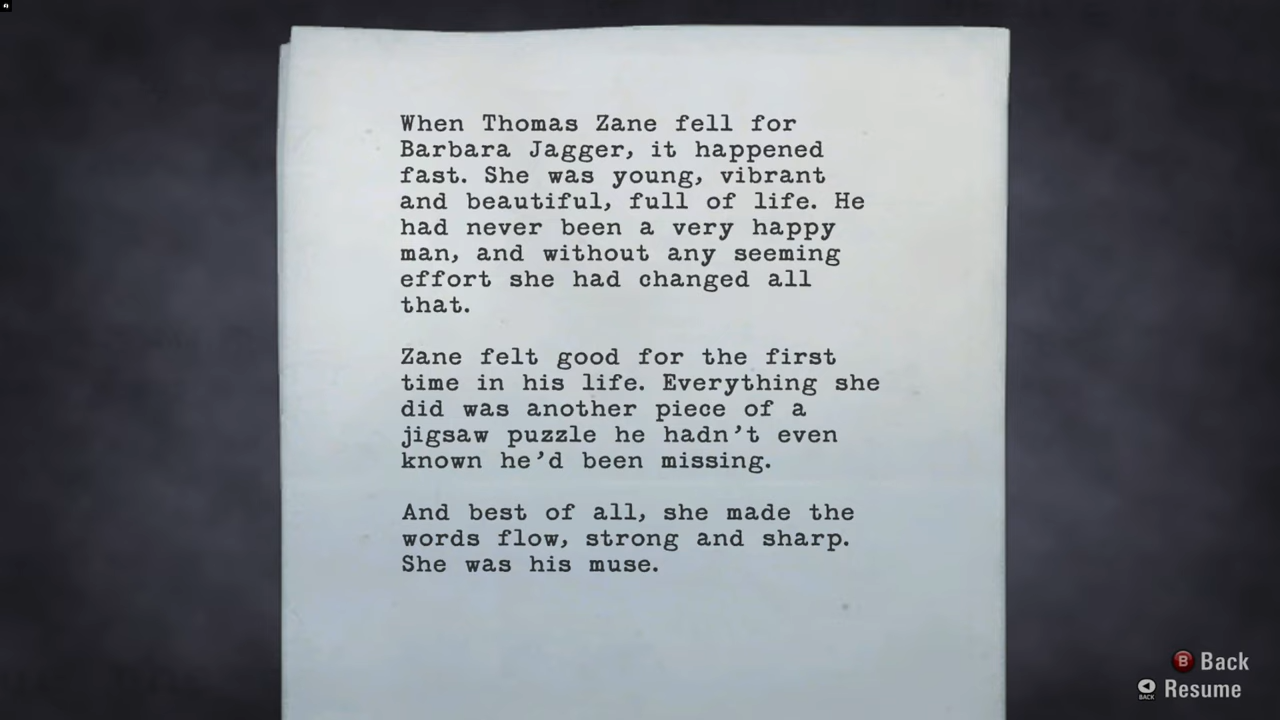 When Thomas Zane fell for
Barbara Jagger, it happened
fast. She was young, vibrant
and beautiful, full of life. He
had never been a very happy
man, and without any seeming
effort she had changed all
that.
Zane felt good for the first
time in his life. Everything she
did was another piece of a
jigsaw puzzle he hadn't even
known he'd been missing.
And best of all, she made the
words flow, strong and sharp.
She was his muse.
B Back
BACK Resume